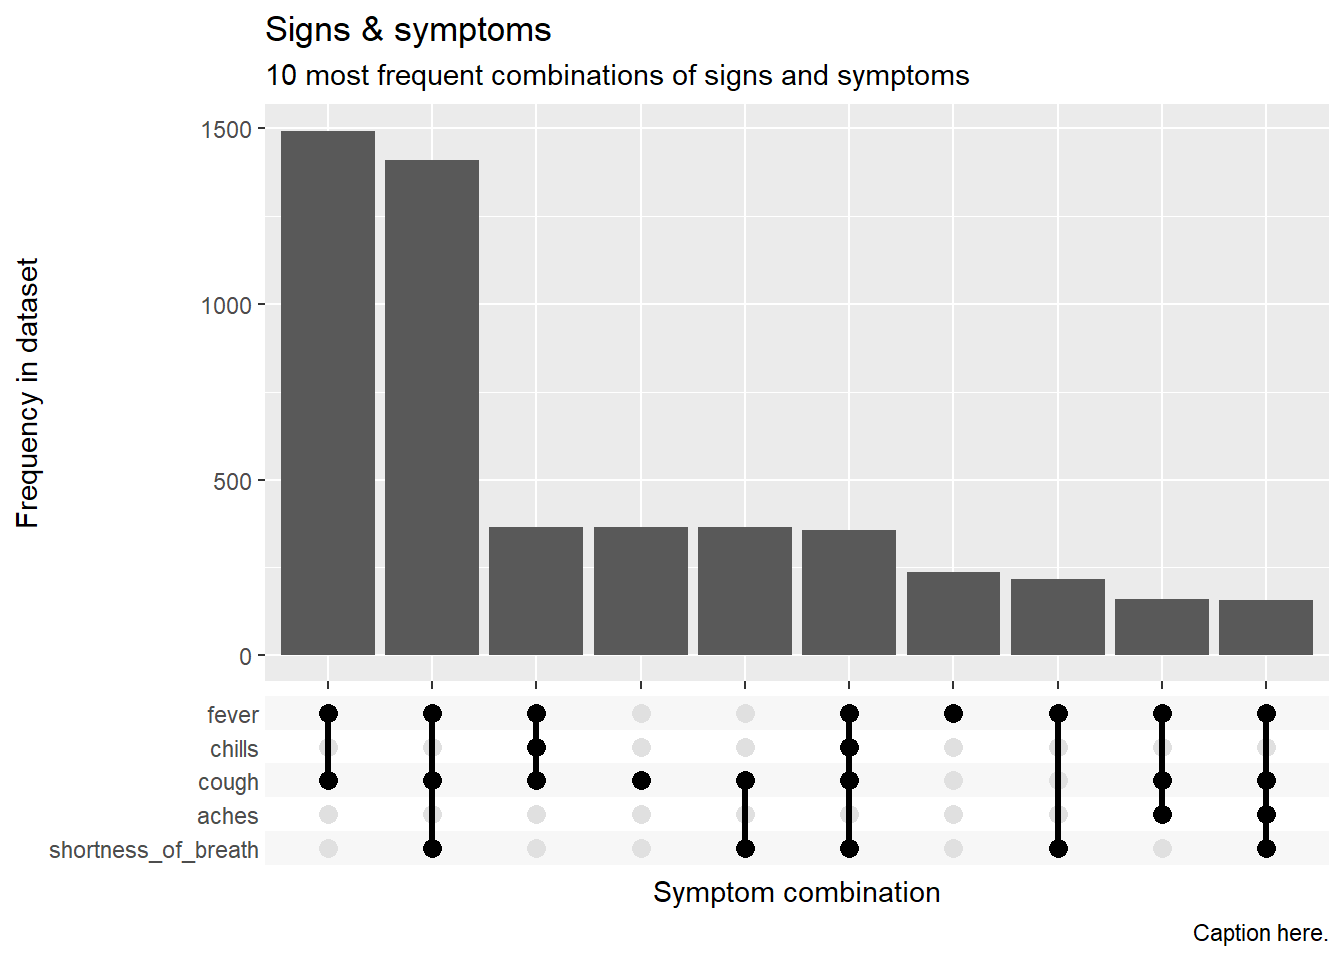 Signs & symptoms
10 most frequent combinations of signs and symptoms
Frequency in dataset
1500
1000
500
0
fever
chills
cough
aches
shortness_of_breath
Symptom combination
Caption here.